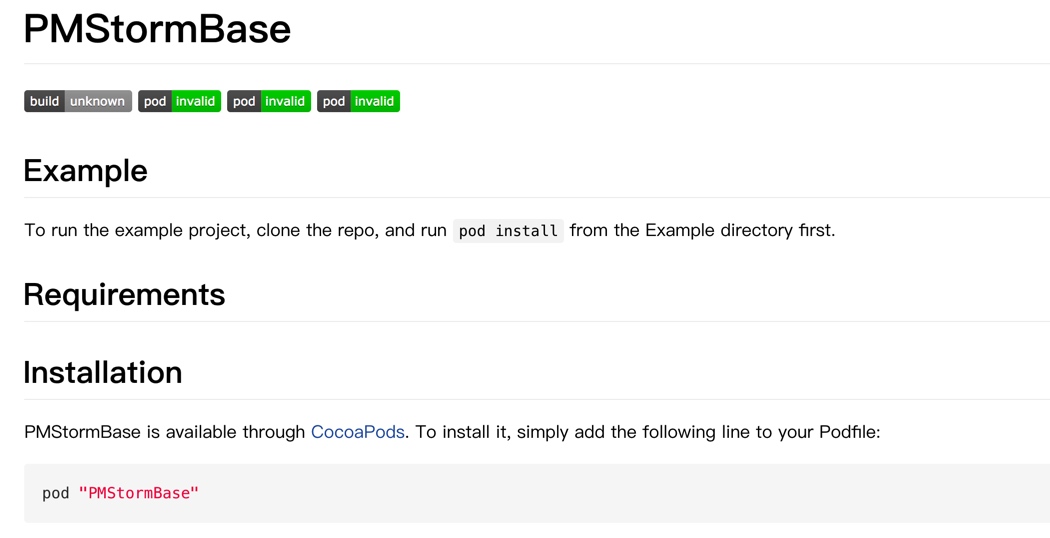 PMStormBase
build unknown pod invalid pod invalid pod invalid
Example
To run the example project, clone the repo, and run pod install from the Example directory first.
Requirements
Installation
PMStormBase is available through CocoaPods. To install it, simply add the following line to your Podfile:
pod "PMStormBase"